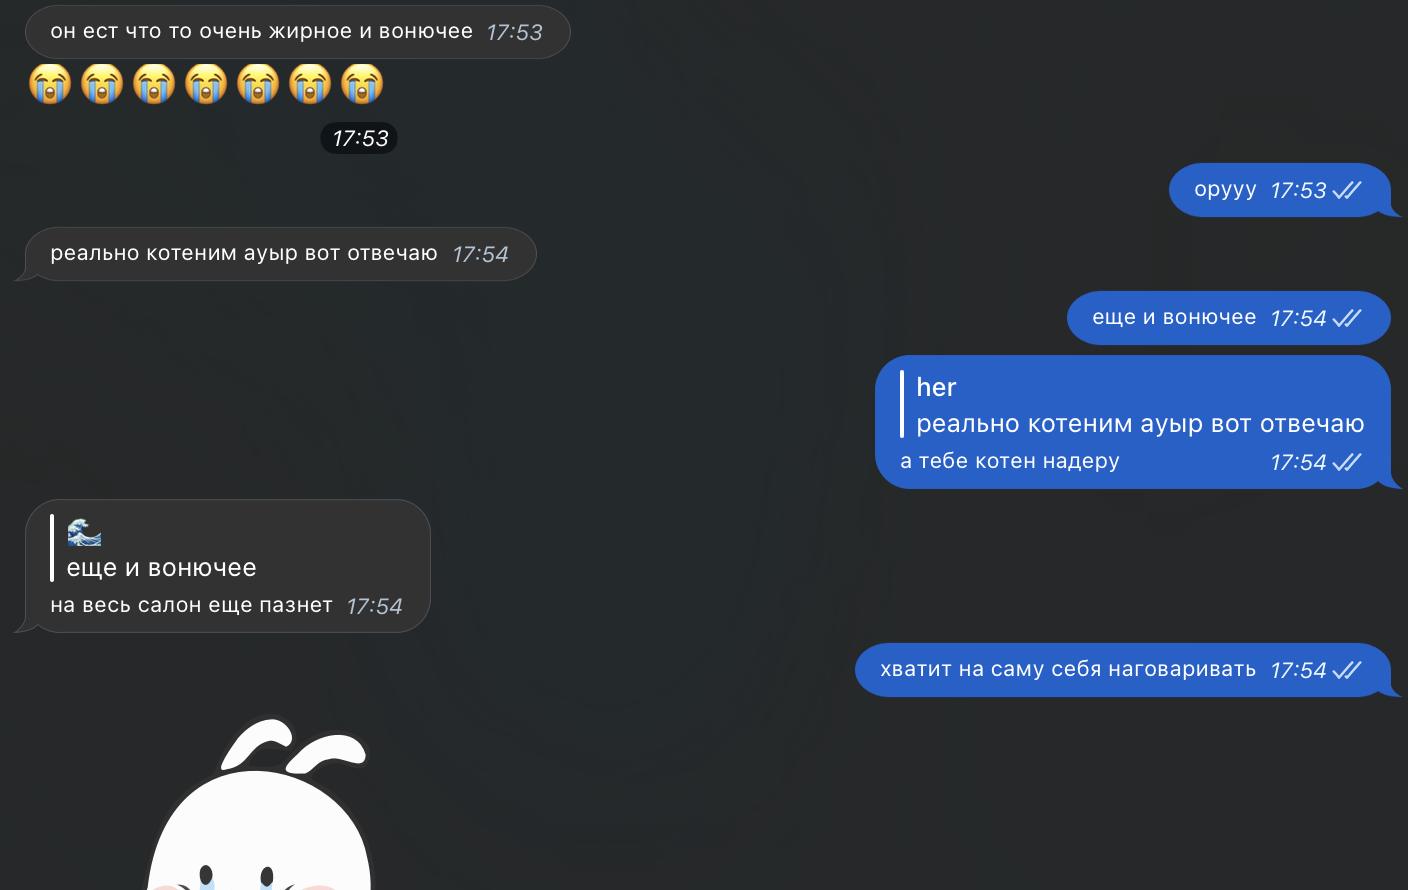 он ест что то очень жирное и вонючее 17:53
😭😭😭😭😭😭😭
17:53
орууу 17:53
реально котеним ауыр вот отвечаю 17:54
еще и вонючее 17:54
her
реально котеним ауыр вот отвечаю
а тебе котен надеру 17:54
🌊
еще и вонючее
на весь салон еще пазнет 17:54
хватит на саму себя наговаривать 17:54